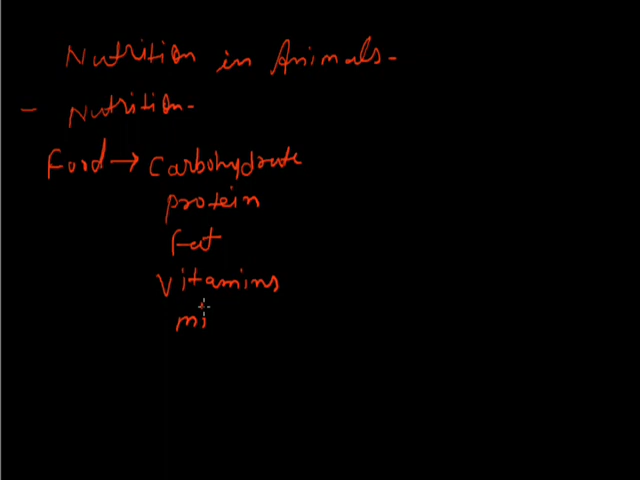 Nutrition in Animals-
- Nutrition-
Food → Carbohydrate
protein
Fat
Vitamins
mi